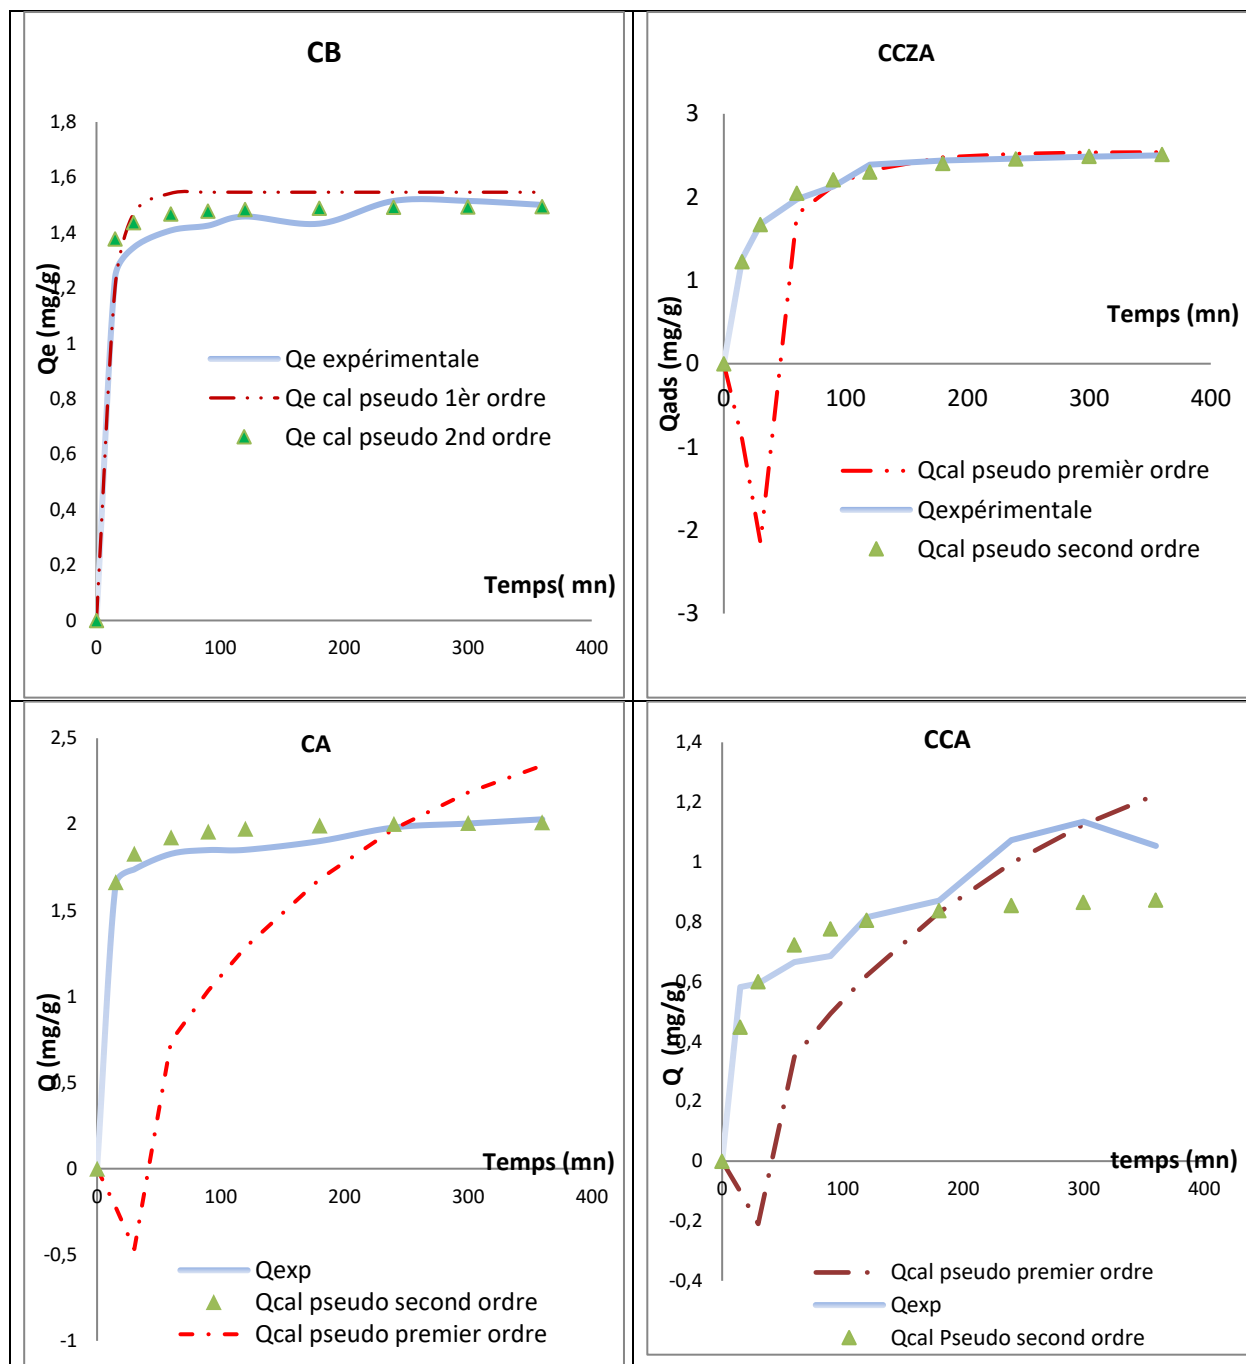 CB
1,8
1,6
1,4
1,2
1
0,8
0,6
0,4
0,2
0
Qe (mg/g)
Qe expérimentale
Qe cal pseudo 1èr ordre
Qe cal pseudo 2nd ordre
Temps( mn)
0 100 200 300 400
CCZA
3
2
1
0
-1
-2
-3
Qads (mg/g)
Temps (mn)
0 100 200 300 400
Qcal pseudo premièr ordre
Qexpérimentale
Qcal pseudo second ordre
CA
2,5
2
1,5
1
0,5
0
-0,5
-1
Q (mg/g)
Temps (mn)
0 100 200 300 400
Qexp
Qcal pseudo second ordre
Qcal pseudo premier ordre
CCA
1,4
1,2
1
0,8
0,6
0,4
0,2
0
-0,2
-0,4
Q (mg/g)
temps (mn)
0 100 200 300 400
Qcal pseudo premier ordre
Qexp
Qcal Pseudo second ordre